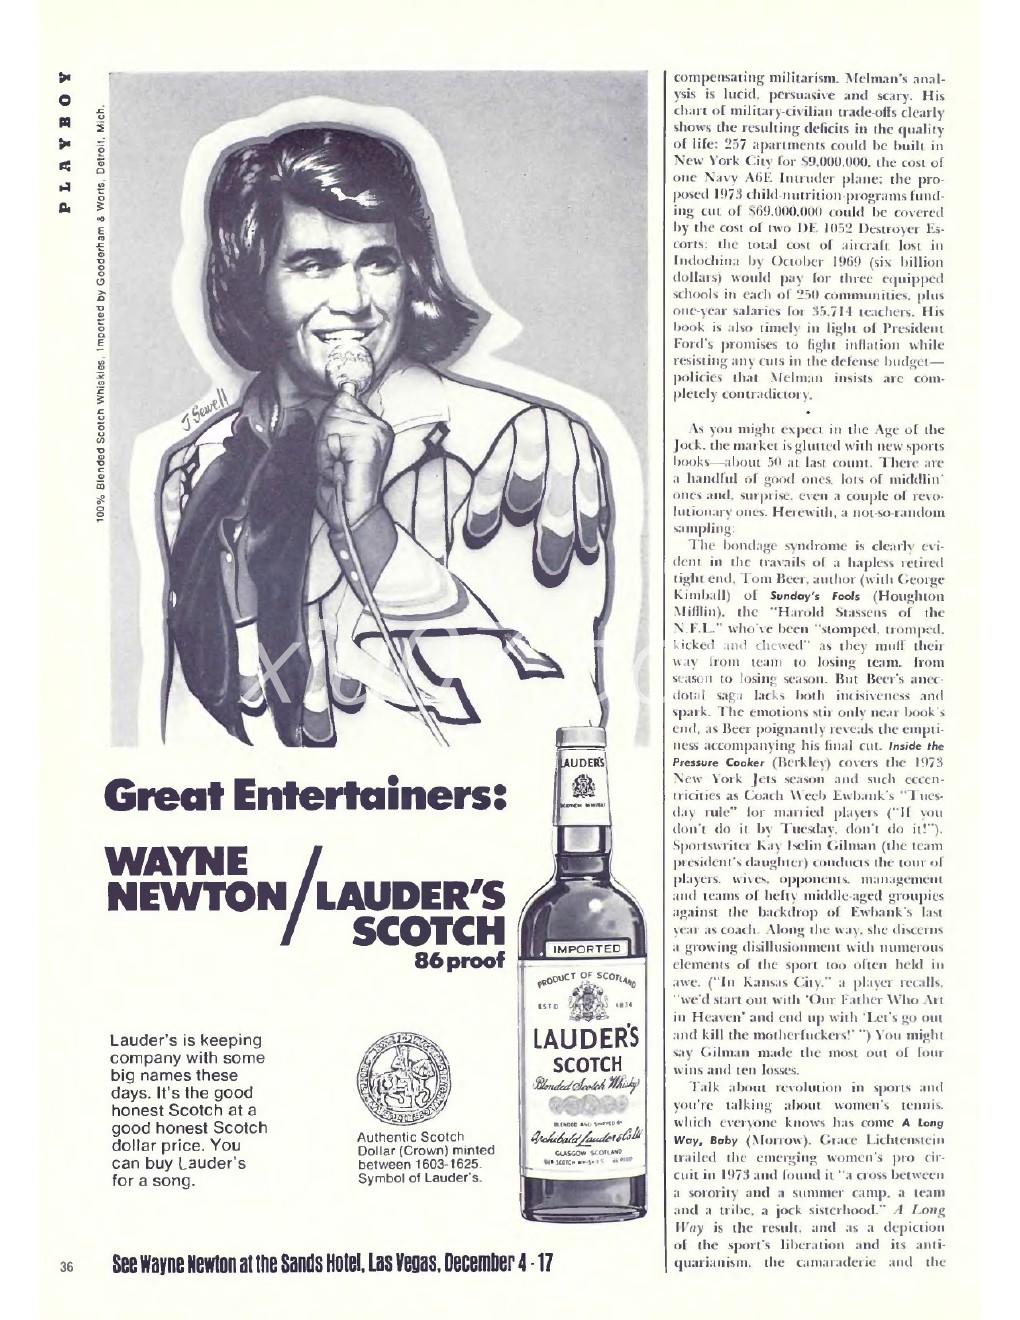 PLAYBOY
100% Blended Scotch Whiskies, Imported by Gooderham & Worts, Detroit, Mich.
J Sewell
Great Entertainers:
WAYNE
NEWTON/LAUDER'S
SCOTCH
86 proof
Lauder's is keeping
company with some
big names these
days. It's the good
honest Scotch at a
good honest Scotch
dollar price. You
can buy Lauder's
for a song.
Authentic Scotch
Dollar (Crown) minted
between 1603-1625.
Symbol of Lauder's.
LAUDER'S
SCOTCH WHISKY
IMPORTED
PRODUCT OF SCOTLAND
ESTD 1834
LAUDER'S
SCOTCH
Blended Scotch Whisky
BLENDED AND SHIPPED BY
Archibald Lauder & Co Ld
GLASGOW SCOTLAND
See Wayne Newton at the Sands Hotel, Las Vegas, December 4-17
36
compensating militarism. Melman's anal-
ysis is lucid, persuasive and scary. His
chart of military-civilian trade-offs clearly
shows the resulting deficits in the quality
of life: 257 apartments could be built in
New York City for $9,000,000, the cost of
one Navy A6E Intruder plane; the pro-
posed 1973 child-nutrition-programs fund-
ing cut of $69,000,000 could be covered
by the cost of two DE 1052 Destroyer Es-
corts; the total cost of aircraft lost in
Indochina by October 1969 (six billion
dollars) would pay for three equipped
schools in each of 250 communities, plus
one-year salaries for 35,714 teachers. His
book is also timely in light of President
Ford's promises to fight inflation while
resisting any cuts in the defense budget—
policies that Melman insists are com-
pletely contradictory.
•
As you might expect in the Age of the
Jock, the market is glutted with new sports
books—about 50 at last count. There are
a handful of good ones, lots of middlin'
ones and, surprise, even a couple of revo-
lutionary ones. Herewith, a not-so-random
sampling:
The bondage syndrome is clearly evi-
dent in the travails of a hapless retired
tight end, Tom Beer, author (with George
Kimball) of Sunday's Fools (Houghton
Mifflin), the "Harold Stassens of the
N.F.L." who've been "stomped, tromped,
kicked and chewed" as they muff their
way from team to losing team, from
season to losing season. But Beer's anec-
dotal saga lacks both incisiveness and
spark. The emotions stir only near book's
end, as Beer poignantly reveals the empti-
ness accompanying his final cut. Inside the
Pressure Cooker (Berkley) covers the 1973
New York Jets season and such eccen-
tricities as Coach Weeb Ewbank's "Tues-
day rule" for married players ("If you
don't do it by Tuesday, don't do it!").
Sportswriter Kay Iselin Gilman (the team
president's daughter) conducts the tour of
players, wives, opponents, management
and teams of hefty middle-aged groupies
against the backdrop of Ewbank's last
year as coach. Along the way, she discerns
a growing disillusionment with numerous
elements of the sport too often held in
awe. ("In Kansas City," a player recalls,
"we'd start out with 'Our Father Who Art
in Heaven' and end up with 'Let's go out
and kill the motherfuckers!' ") You might
say Gilman made the most out of four
wins and ten losses.
Talk about revolution in sports and
you're talking about women's tennis,
which everyone knows has come A Long
Way, Baby (Morrow). Grace Lichtenstein
trailed the emerging women's pro cir-
cuit in 1973 and found it "a cross between
a sorority and a summer camp, a team
and a tribe, a jock sisterhood." A Long
Way is the result, and as a depiction
of the sport's liberation and its anti-
quarianism, the camaraderie and the